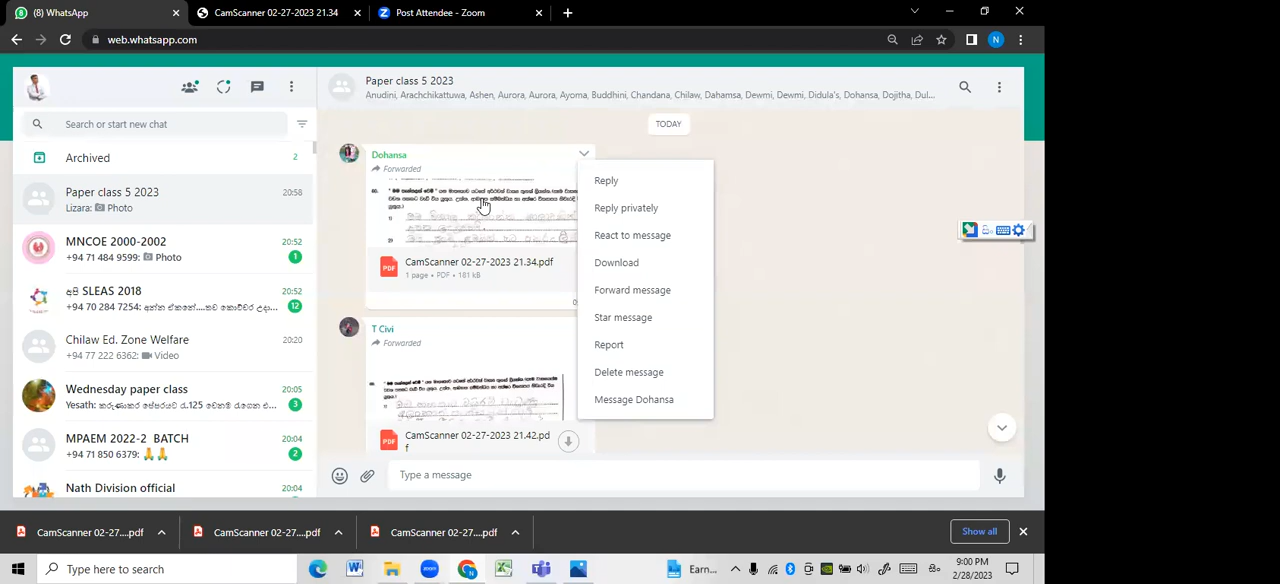 (8) WhatsApp
CamScanner 02-27-2023 21.34
Post Attendee - Zoom
web.whatsapp.com
N
Paper class 5 2023
Anudini, Arachchikattuwa, Ashen, Aurora, Aurora, Ayoma, Buddhini, Chandana, Chilaw, Dahamsa, Dewmi, Dewmi, Didula's, Dohansa, Dojitha, Dul...
Search or start new chat
TODAY
Archived
2
Paper class 5 2023
20:58
Lizara: Photo
MNCOE 2000-2002
20:52
+94 71 484 9599: Photo
1
අපි SLEAS 2018
20:52
+94 70 284 7254:
12
Chilaw Ed. Zone Welfare
20:20
+94 77 222 6362: Video
Wednesday paper class
20:05
Yesath:
3
MPAEM 2022-2 BATCH
20:04
+94 71 850 6379: 🙏🙏
2
Nath Division official
20:04
Dohansa
Forwarded
PDF
CamScanner 02-27-2023 21.34.pdf
1 page • PDF • 181 kB
Reply
Reply privately
React to message
Download
Forward message
Star message
Report
Delete message
Message Dohansa
T Civi
Forwarded
PDF
CamScanner 02-27-2023 21.42.pd
f
Type a message
CamScanner 02-27....pdf
CamScanner 02-27....pdf
CamScanner 02-27....pdf
Show all
Type here to search
Earn...
9:00 PM
2/28/2023